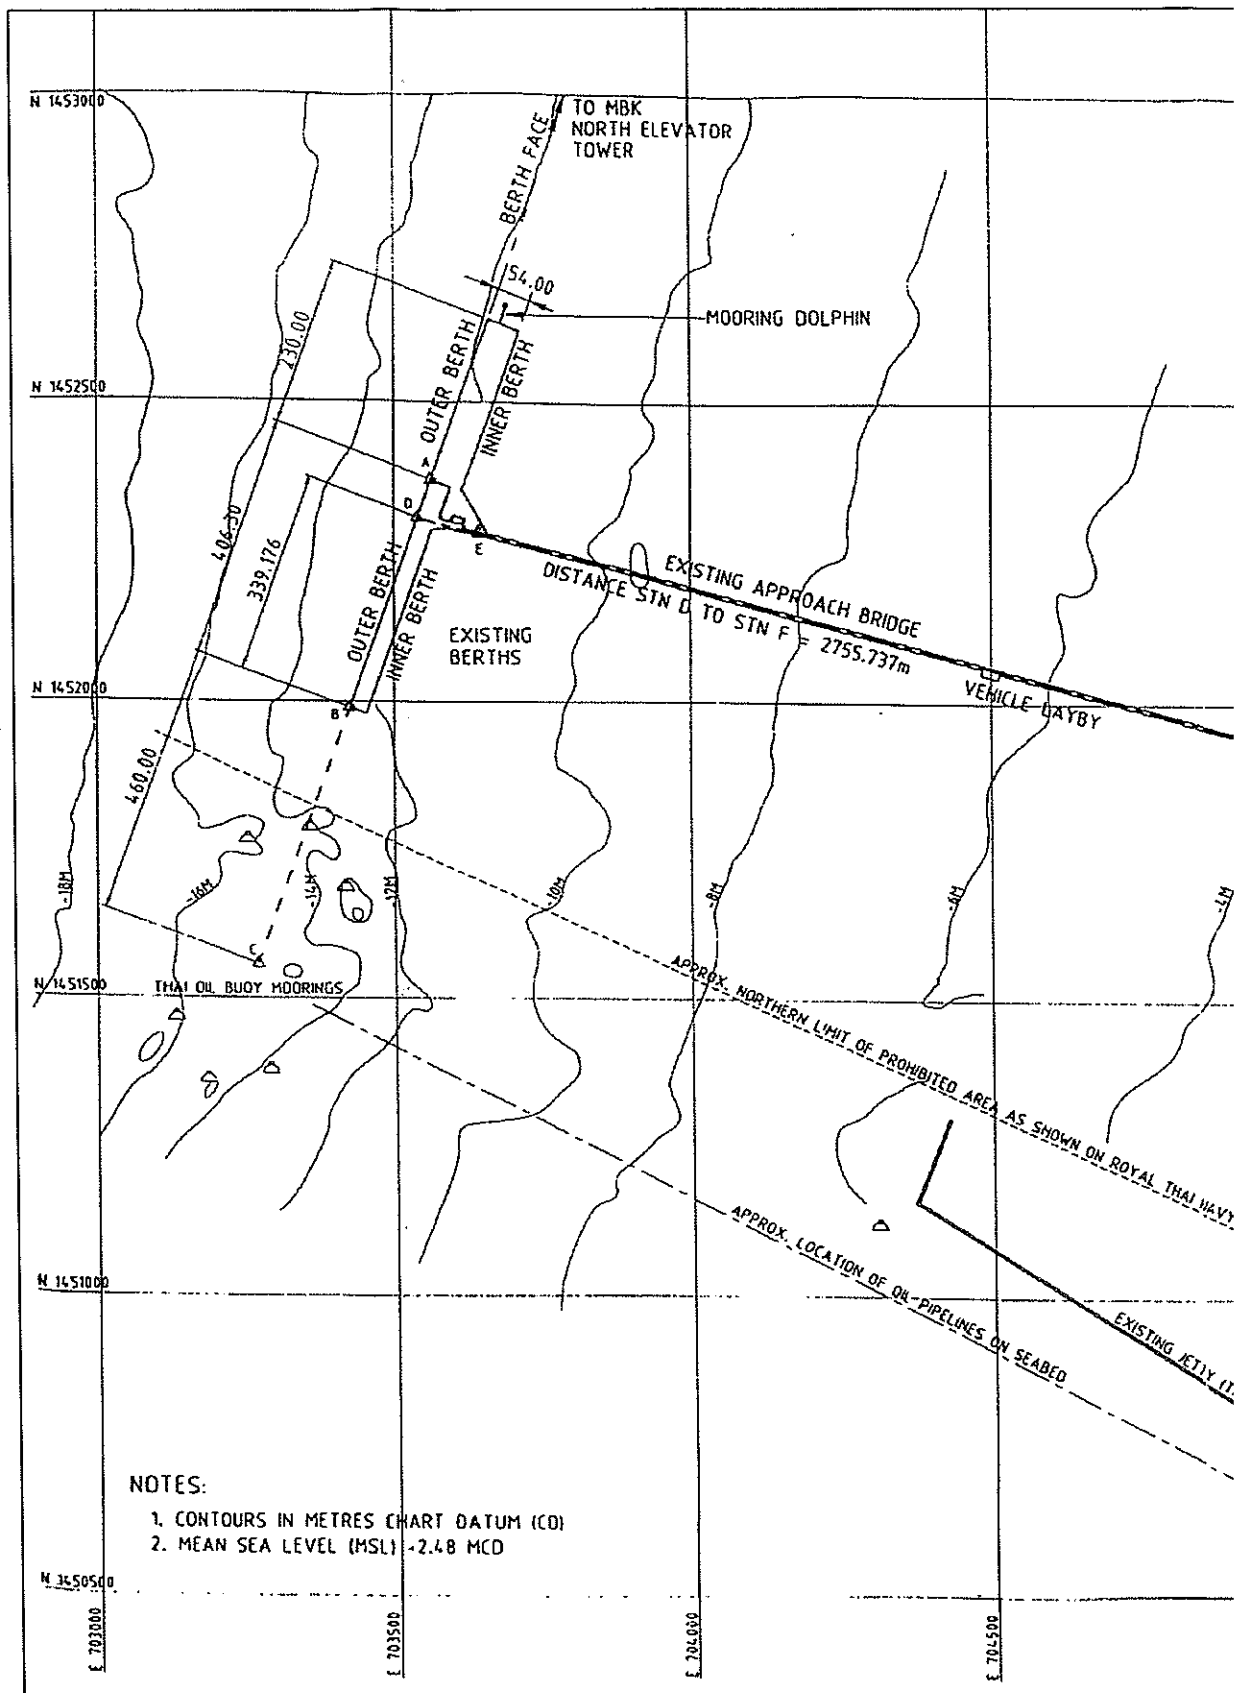 N 1453000
TO MBK
NORTH ELEVATOR
TOWER
BERTH FACE
54.00
MOORING DOLPHIN
230.00
N 1452500
OUTER BERTH
INNER BERTH
A
D
E
406.30
339.176
EXISTING APPROACH BRIDGE
DISTANCE STN D TO STN F = 2755.737m
OUTER BERTH
INNER BERTH
EXISTING
BERTHS
VEHICLE LAYBY
N 1452000
B
460.00
-18M
-16M
-14M
-12M
-10M
-8M
-6M
-4M
C
N 1451500
THAI OIL BUOY MOORINGS
APPROX. NORTHERN LIMIT OF PROHIBITED AREA AS SHOWN ON ROYAL THAI NAVY
APPROX. LOCATION OF OIL PIPELINES ON SEABED
N 1451000
EXISTING JETTY (T
NOTES:
1. CONTOURS IN METRES CHART DATUM (CD)
2. MEAN SEA LEVEL (MSL) -2.48 MCD
N 1450500
E 703000
E 703500
E 704000
E 704500